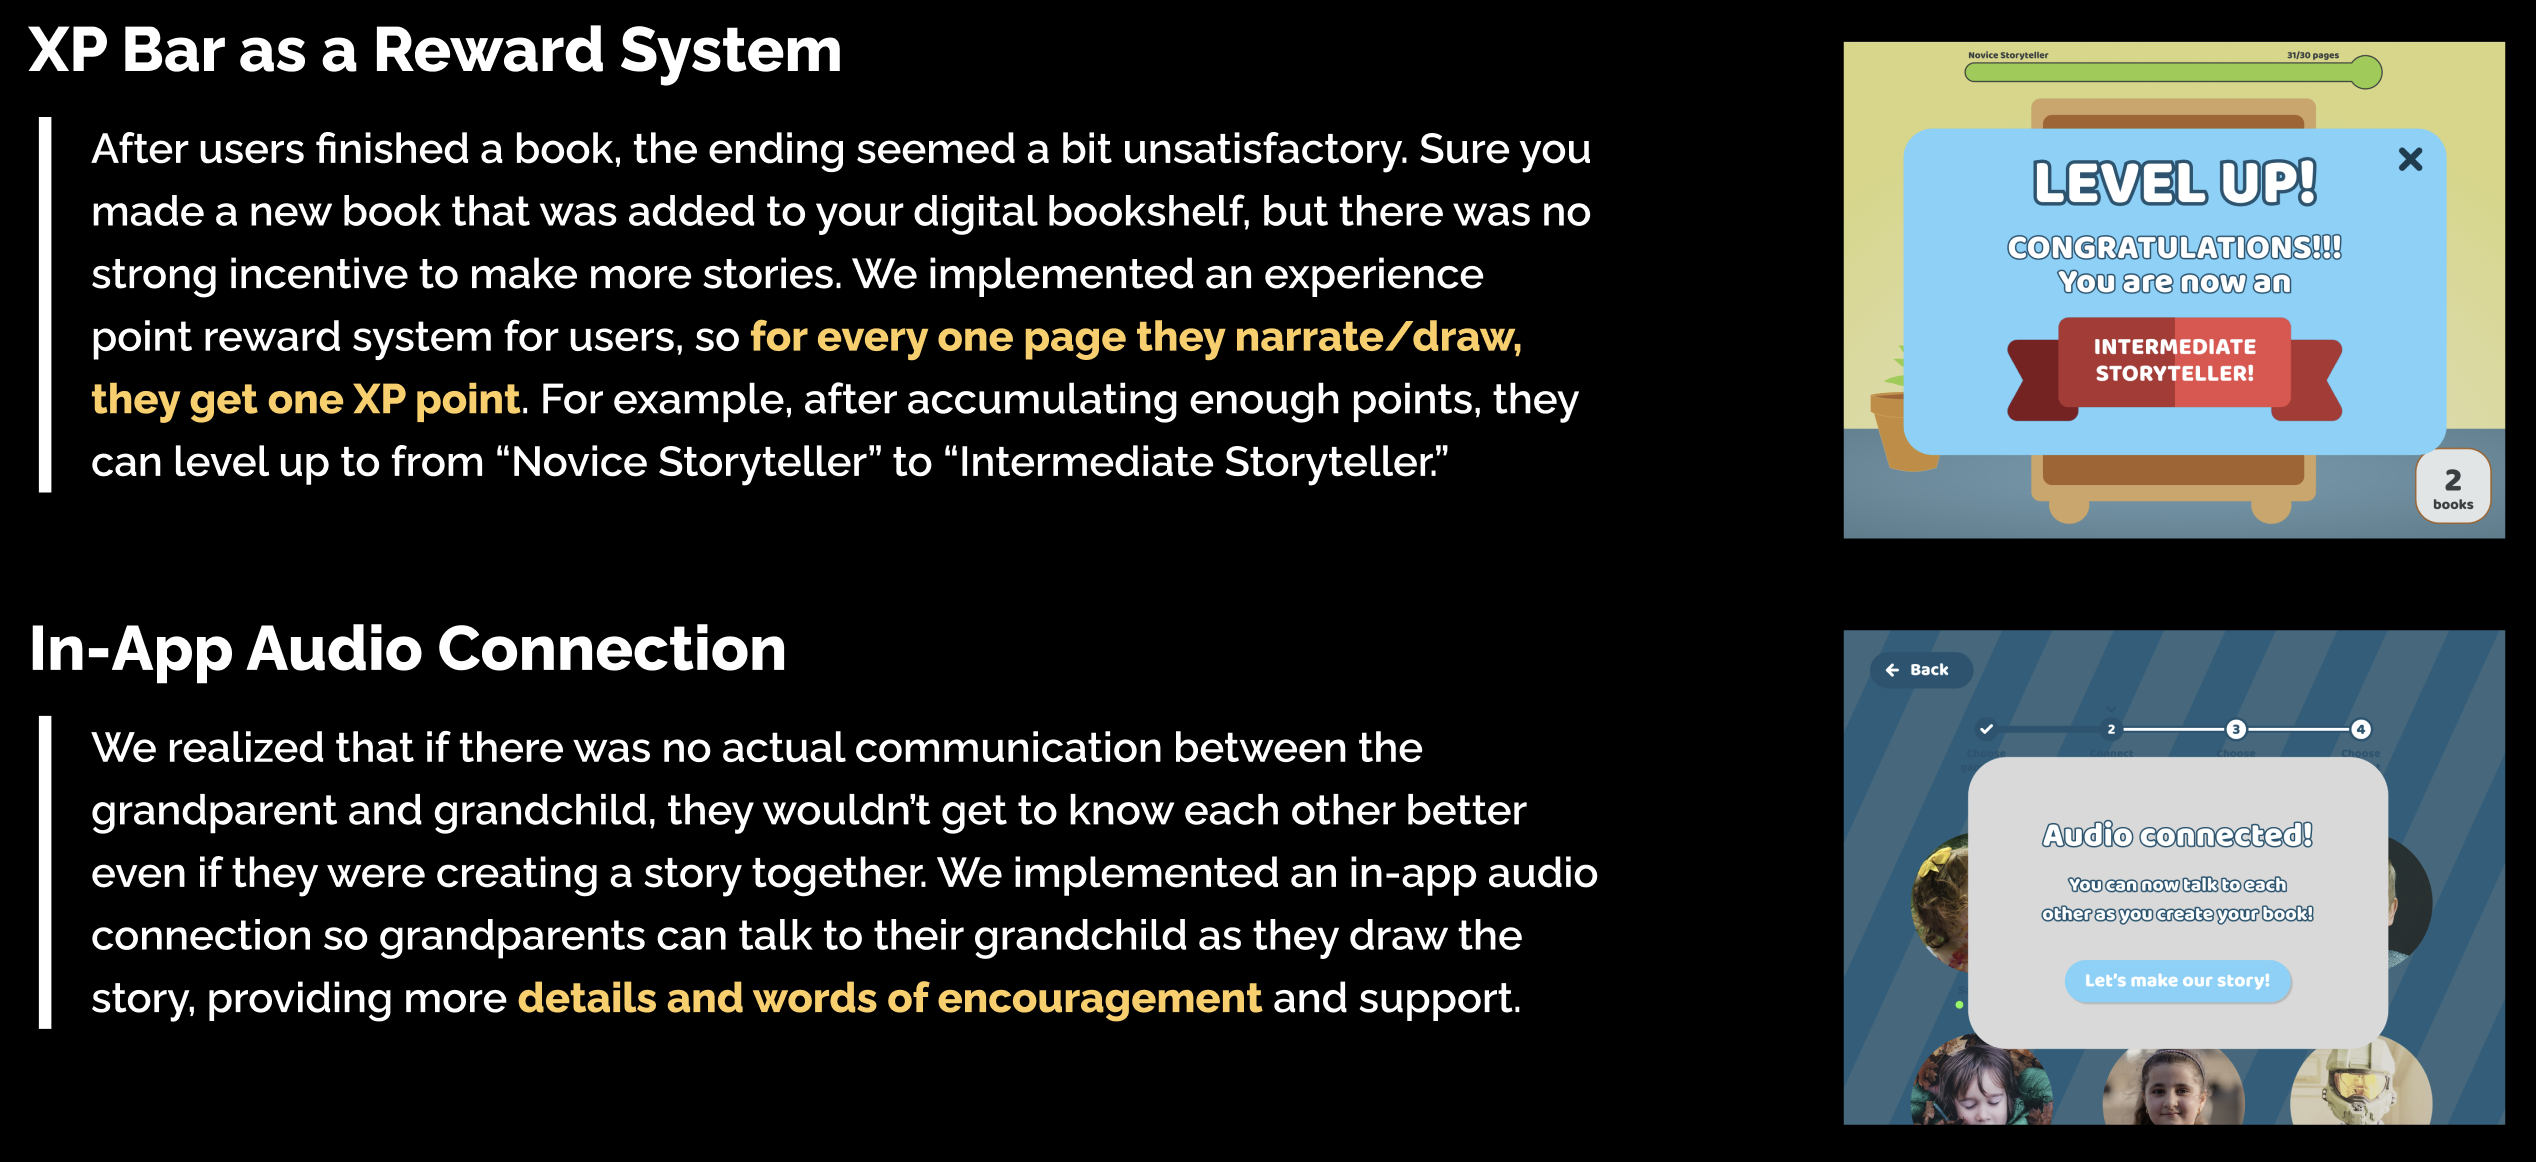 XP Bar as a Reward System
After users finished a book, the ending seemed a bit unsatisfactory. Sure you
made a new book that was added to your digital bookshelf, but there was no
strong incentive to make more stories. We implemented an experience
point reward system for users, so for every one page they narrate/draw,
they get one XP point. For example, after accumulating enough points, they
can level up to from “Novice Storyteller” to “Intermediate Storyteller.”
Novice Storyteller
31/30 pages
LEVEL UP!
CONGRATULATIONS!!!
You are now an
INTERMEDIATE
STORYTELLER!
2
books
In-App Audio Connection
We realized that if there was no actual communication between the
grandparent and grandchild, they wouldn’t get to know each other better
even if they were creating a story together. We implemented an in-app audio
connection so grandparents can talk to their grandchild as they draw the
story, providing more details and words of encouragement and support.
Back
2
3
4
Choose
Connect
Choose
Choose
Audio connected!
You can now talk to each
other as you create your book!
Let's make our story!